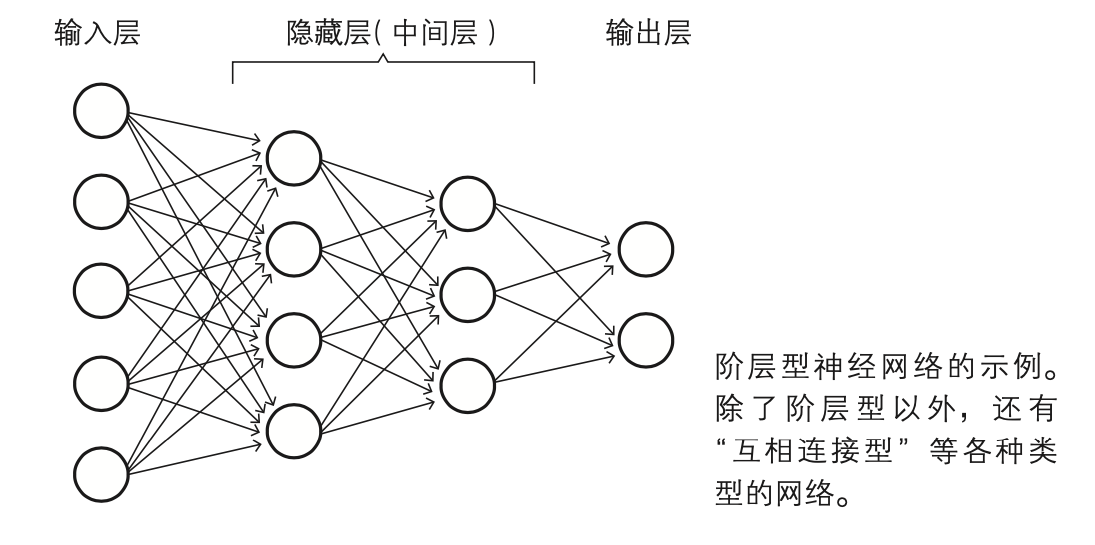 输入层
隐藏层(中间层)
输出层
阶层型神经网络的示例。
除了阶层型以外，还有
“互相连接型”等各种类
型的网络。